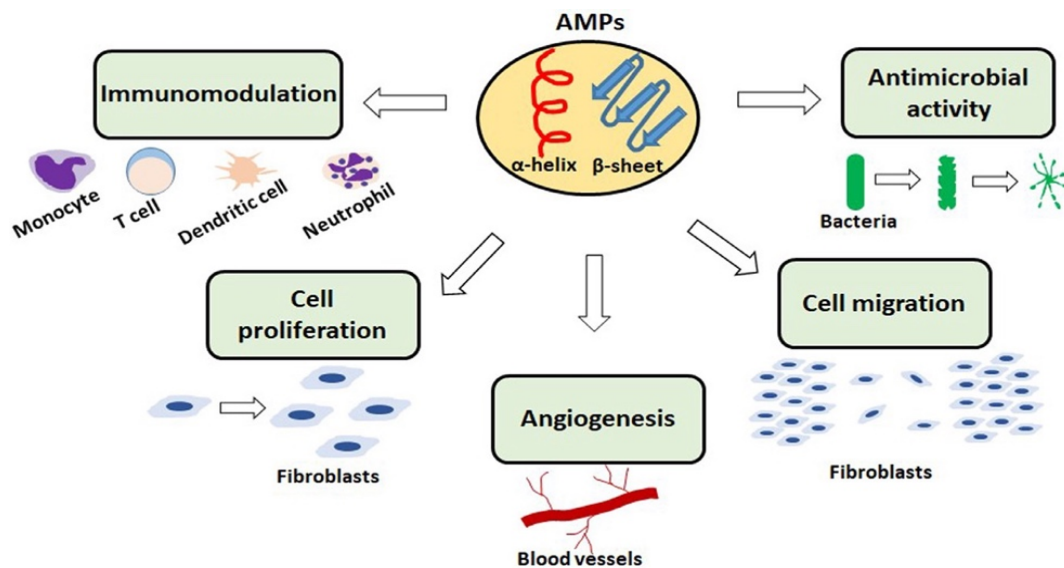 AMPs
α-helix β-sheet
Immunomodulation
Monocyte
T cell
Dendritic cell
Neutrophil
Antimicrobial
activity
Bacteria
Cell
proliferation
Fibroblasts
Angiogenesis
Blood vessels
Cell migration
Fibroblasts